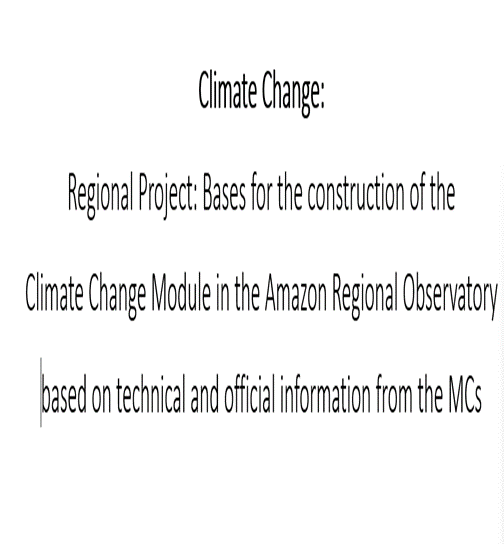 Climate Change:
Regional Project: Bases for the construction of the
Climate Change Module in the Amazon Regional Observatory
based on technical and official information from the MCs